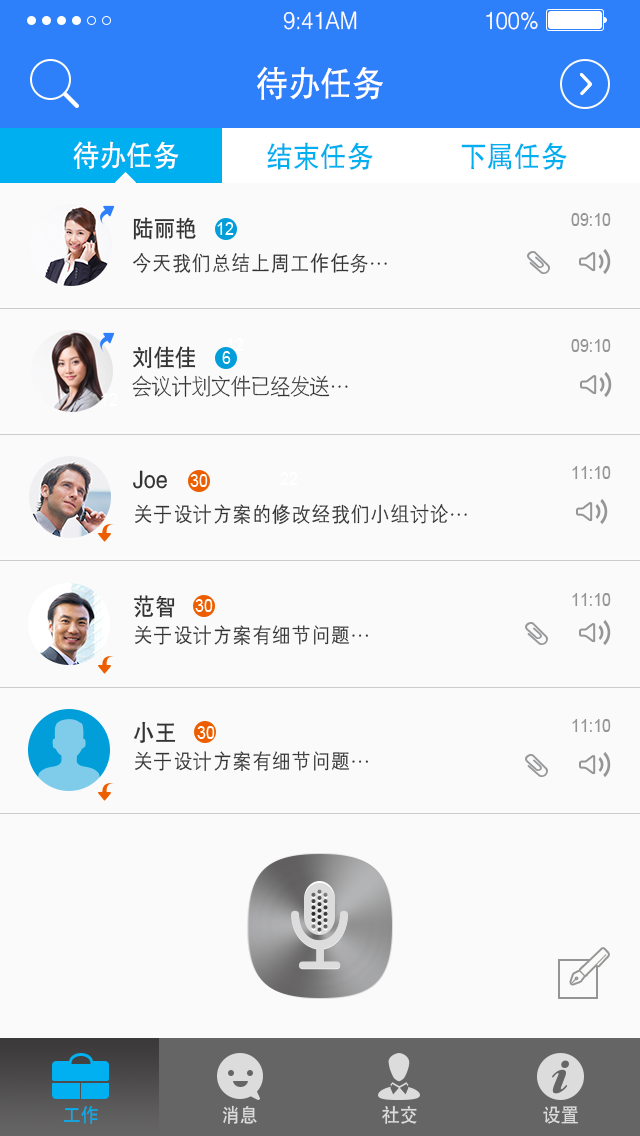 9:41AM 100%
待办任务
待办任务 结束任务 下属任务
陆丽艳 12 09:10
今天我们总结上周工作任务…
刘佳佳 6 09:10
会议计划文件已经发送…
Joe 30 22 11:10
关于设计方案的修改经我们小组讨论…
范智 30 11:10
关于设计方案有细节问题…
小王 30 11:10
关于设计方案有细节问题…
工作 消息 社交 设置